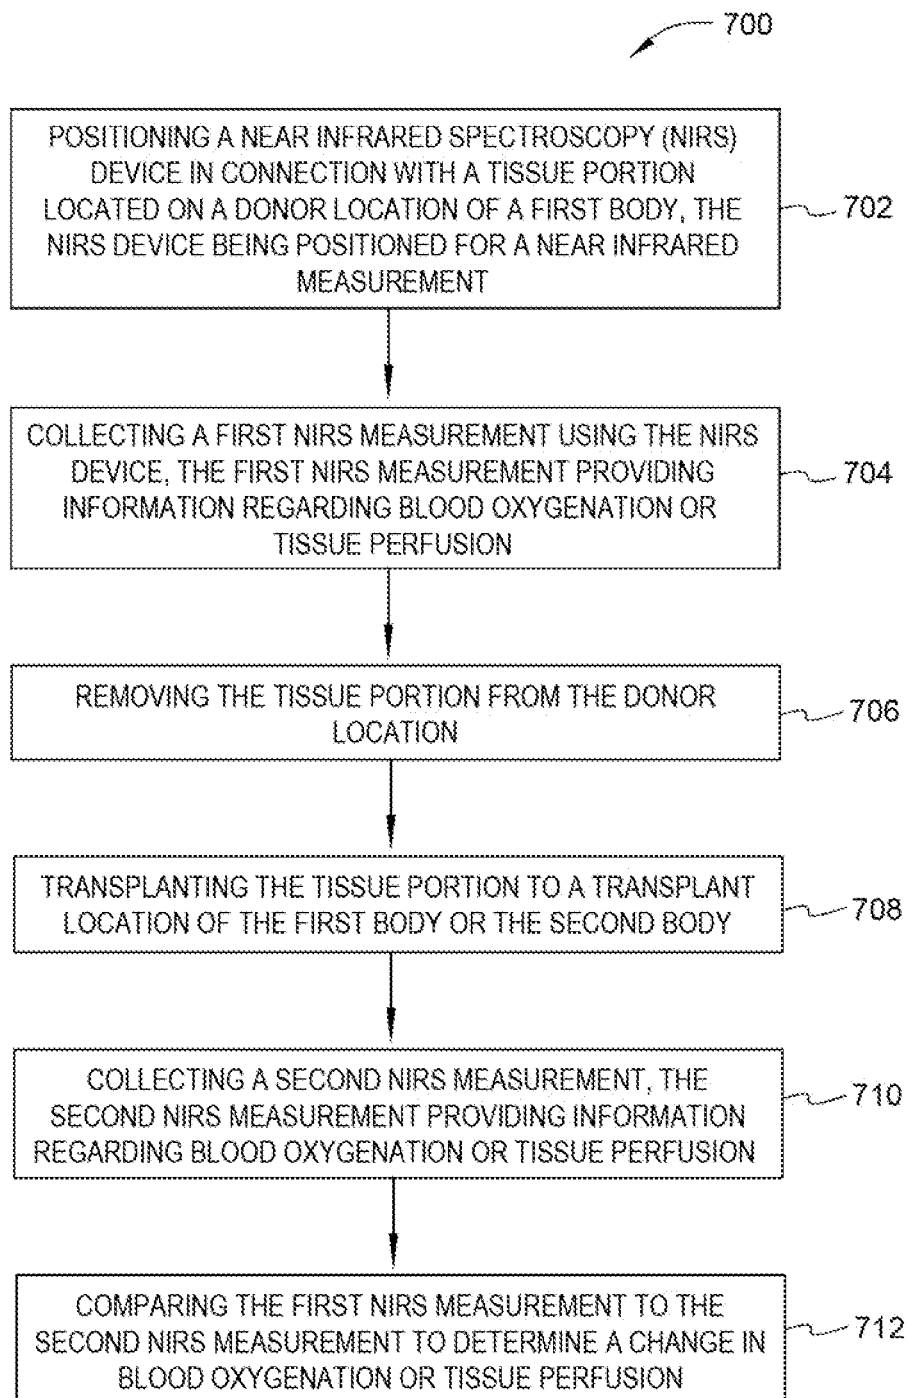 700
POSITIONING A NEAR INFRARED SPECTROSCOPY (NIRS)
DEVICE IN CONNECTION WITH A TISSUE PORTION
LOCATED ON A DONOR LOCATION OF A FIRST BODY, THE
NIRS DEVICE BEING POSITIONED FOR A NEAR INFRARED
MEASUREMENT
702
COLLECTING A FIRST NIRS MEASUREMENT USING THE NIRS
DEVICE, THE FIRST NIRS MEASUREMENT PROVIDING
INFORMATION REGARDING BLOOD OXYGENATION OR
TISSUE PERFUSION
704
REMOVING THE TISSUE PORTION FROM THE DONOR
LOCATION
706
TRANSPLANTING THE TISSUE PORTION TO A TRANSPLANT
LOCATION OF THE FIRST BODY OR THE SECOND BODY
708
COLLECTING A SECOND NIRS MEASUREMENT, THE
SECOND NIRS MEASUREMENT PROVIDING INFORMATION
REGARDING BLOOD OXYGENATION OR TISSUE PERFUSION
710
COMPARING THE FIRST NIRS MEASUREMENT TO THE
SECOND NIRS MEASUREMENT TO DETERMINE A CHANGE IN
BLOOD OXYGENATION OR TISSUE PERFUSION
712